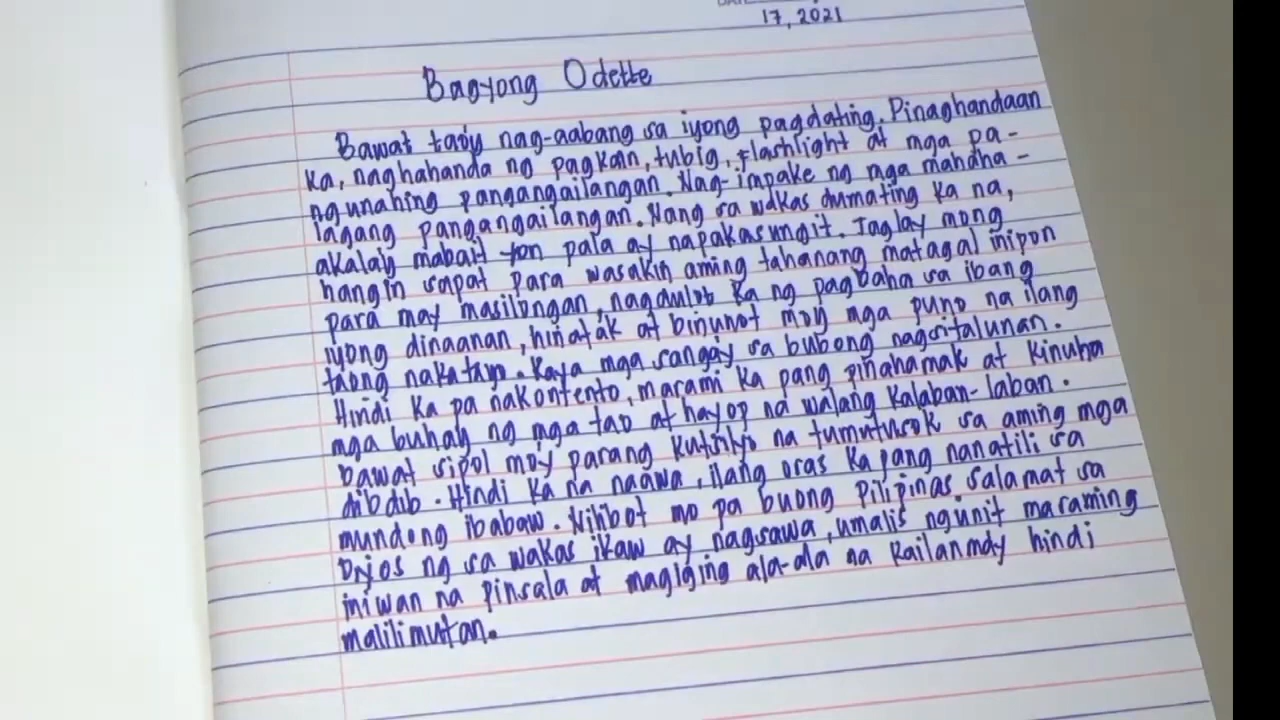 17, 2021
Bagyong Odette
Bawat taoy nag-aabang sa iyong pagdating. Pinaghandaan
ka, naghahanda ng pagkain, tubig, flashlight at mga pa-
ngunahing pangangailangan. Nag-impake ng mga mahaha-
lagang pangangailangan. Nang sa wakas dumating ka na,
akalaiy mabait yon pala ay napakasungit. Taglay mong
hangin sapat para wasakin aming tahanang matagal inipon
para may masilongan, nagdulot ka ng pagbaha sa ibang
iyong dinaanan, hinatak at binunot moy mga puno na ilang
taong nakatayo. Kaya mga sangay sa bubong nagsitalunan.
Hindi ka pa nakontento, marami ka pang pinahamak at kinuha
mga buhay ng mga tao at hayop na walang kalaban-laban.
bawat sipol moy parang kutsilyo na tumutusok sa aming mga
dibdib. Hindi ka na naawa, ilang oras ka pang nanatili sa
mundong ibabaw. Nilibot mo pa buong Pilipinas. Salamat sa
Diyos ng sa wakas ikaw ay nagsawa, umalis ngunit maraming
iniwan na pinsala at magiging ala-ala na kailanmay hindi
malilimutan.